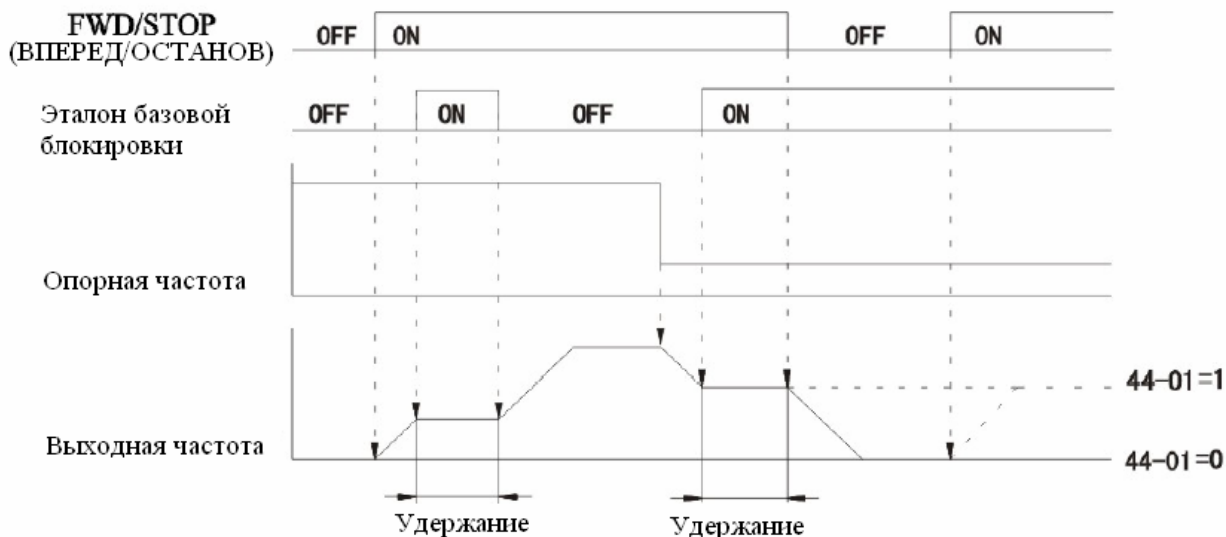 FWD/STOP
(ВПЕРЕД/ОСТАНОВ)
OFF ON OFF ON
Эталон базовой
блокировки
OFF ON OFF ON
Опорная частота
Выходная частота
44-01=1
44-01=0
Удержание Удержание